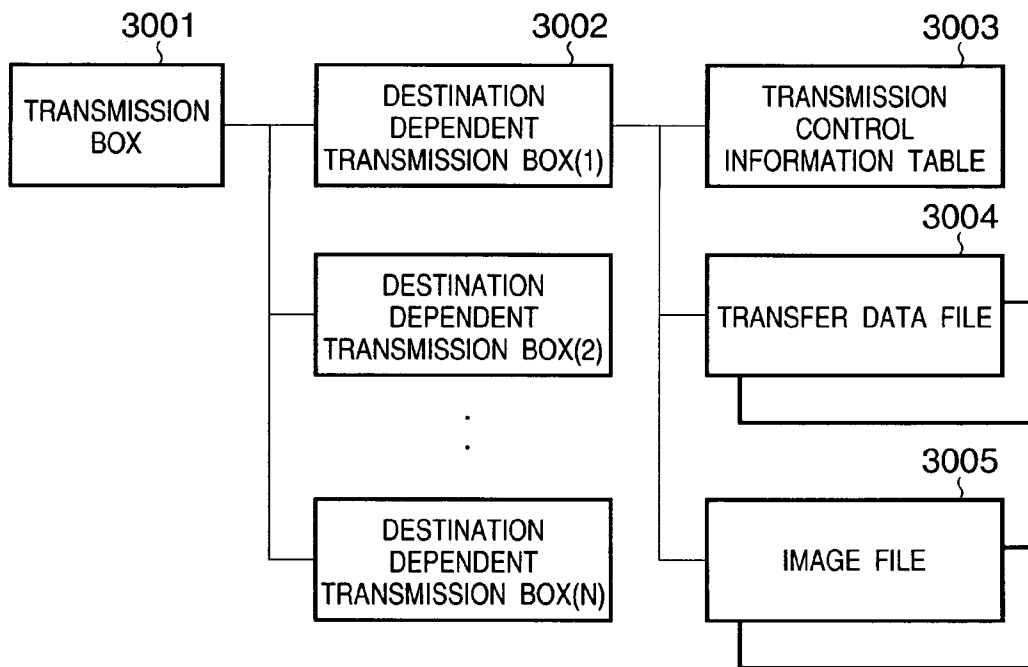 3001
3002
3003
TRANSMISSION
BOX
DESTINATION
DEPENDENT
TRANSMISSION BOX(1)
TRANSMISSION
CONTROL
INFORMATION TABLE
3004
DESTINATION
DEPENDENT
TRANSMISSION BOX(2)
TRANSFER DATA FILE
3005
DESTINATION
DEPENDENT
TRANSMISSION BOX(N)
IMAGE FILE